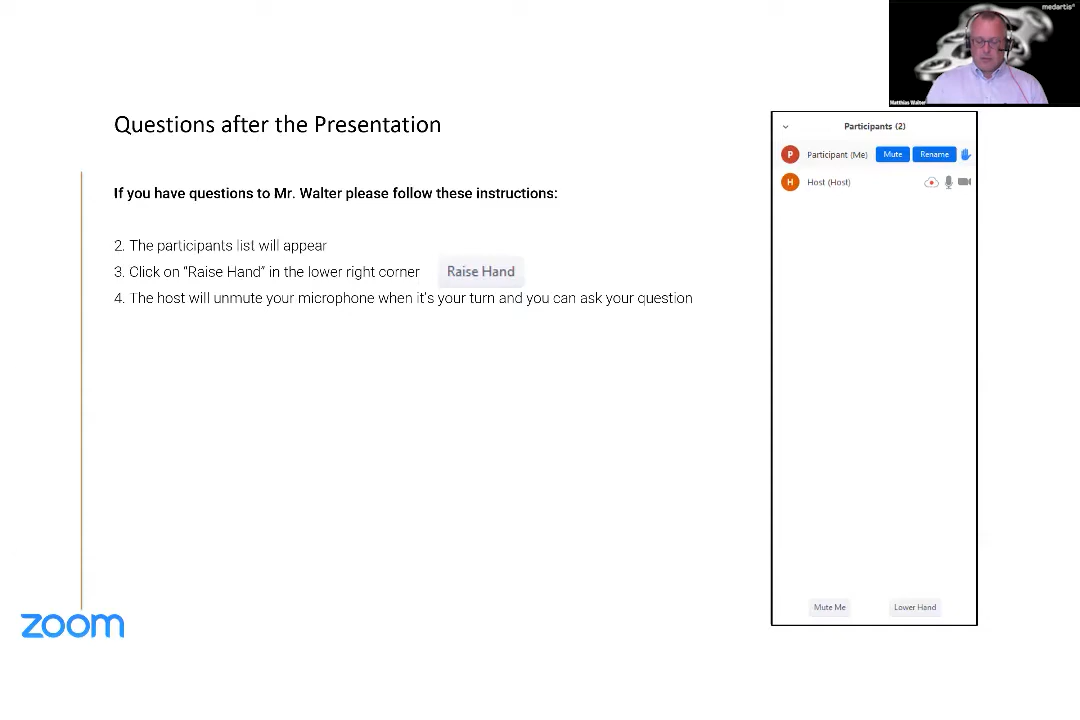 medartis®
Matthias Walter
Questions after the Presentation
If you have questions to Mr. Walter please follow these instructions:
2. The participants list will appear
3. Click on “Raise Hand” in the lower right corner Raise Hand
4. The host will unmute your microphone when it's your turn and you can ask your question
Participants (2)
P Participant (Me) Mute Rename
H Host (Host)
Mute Me Lower Hand
zoom